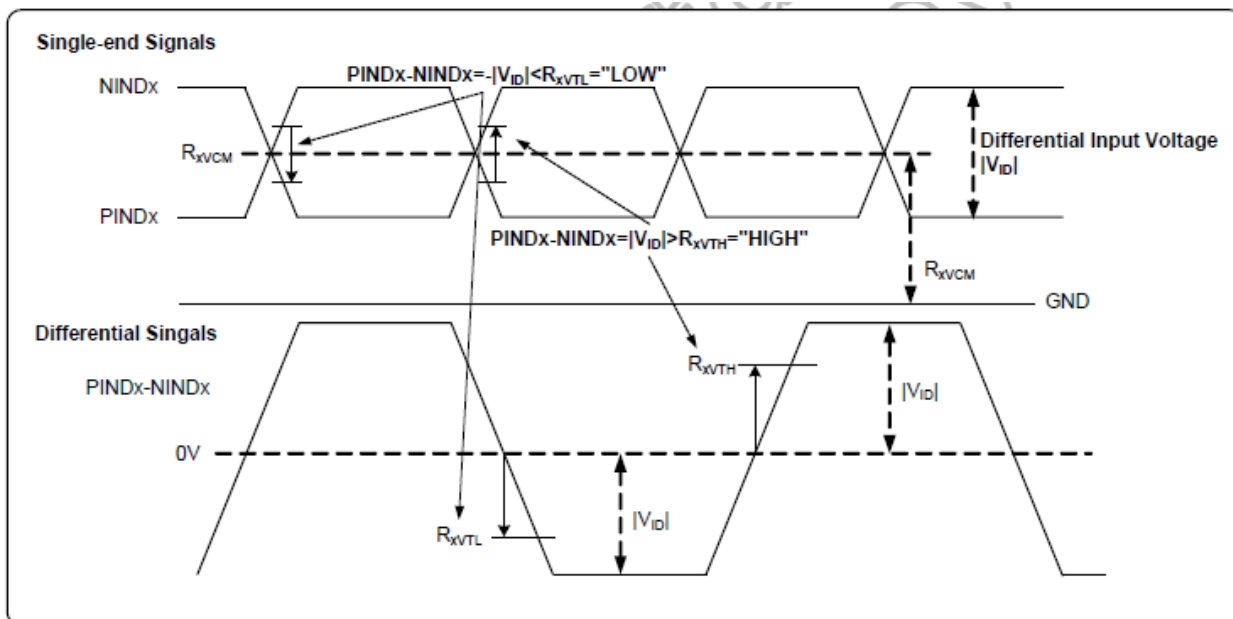 Single-end Signals
PINDx-NINDx=-|VID|<RxVTL="LOW"
NINDx
RxVCM
Differential Input Voltage
|VID|
PINDx
PINDx-NINDx=|VID|>RxVTH="HIGH"
RxVCM
GND
Differential Singals
RxVTH
PINDx-NINDx
|VID|
0V
|VID|
RxVTL